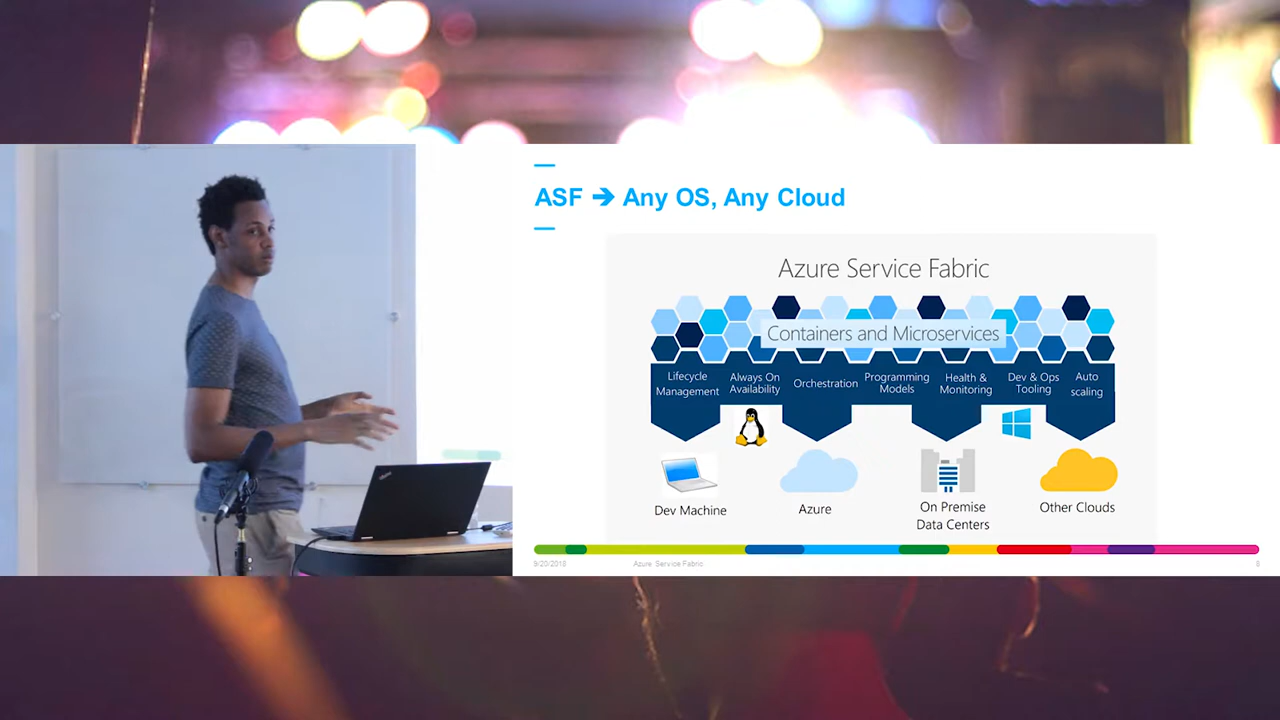 ASF ➔ Any OS, Any Cloud
Azure Service Fabric
Containers and Microservices
Lifecycle
Management
Always On
Availability
Orchestration
Programming
Models
Health &
Monitoring
Dev & Ops
Tooling
Auto
scaling
Dev Machine
Azure
On Premise
Data Centers
Other Clouds
9/20/2018
Azure Service Fabric
8